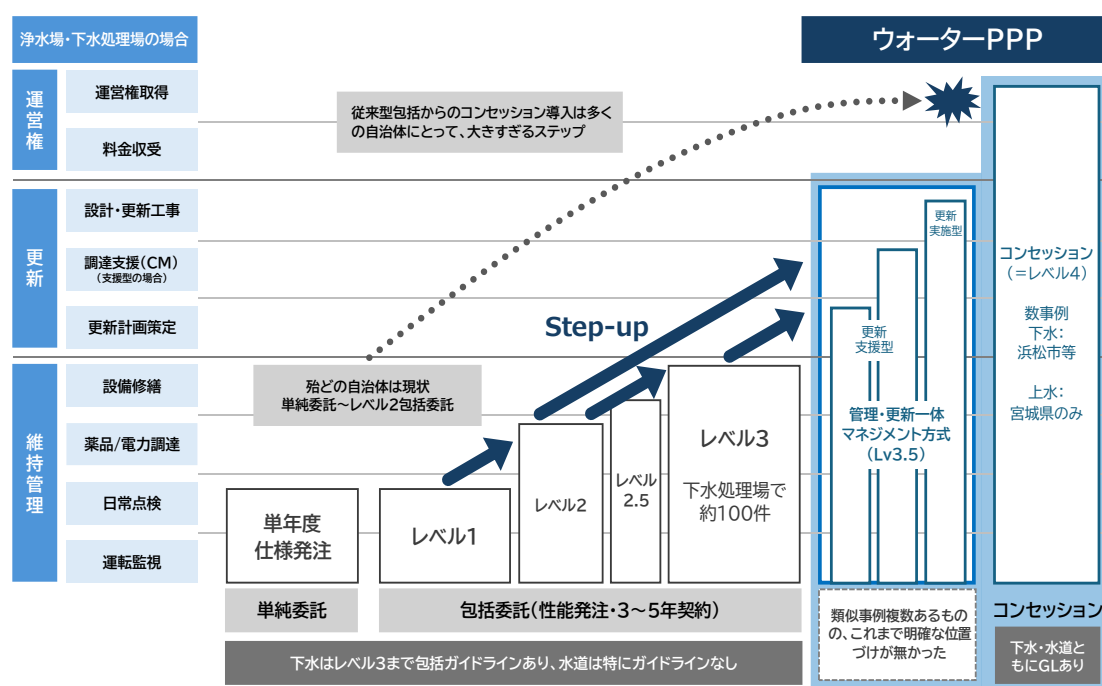 浄水場・下水処理場の場合
ウォーターPPP
運営権
運営権取得
料金収受
従来型包括からのコンセッション導入は多く
の自治体にとって、大きすぎるステップ
更新
設計・更新工事
調達支援(CM)
(支援型の場合)
更新計画策定
維持管理
設備修繕
薬品/電力調達
日常点検
運転監視
Step-up
殆どの自治体は現状
単純委託～レベル2包括委託
単年度
仕様発注
レベル1
レベル2
レベル
2.5
レベル3
下水処理場で
約100件
更新
実施型
更新
支援型
管理・更新一体
マネジメント方式
(Lv3.5)
コンセッション
(=レベル4)
数事例
下水:
浜松市等
上水:
宮城県のみ
単純委託
包括委託(性能発注・3～5年契約)
下水はレベル3まで包括ガイドラインあり、水道は特にガイドラインなし
類似事例複数あるもの
の、これまで明確な位置
づけが無かった
コンセッション
下水・水道と
もにGLあり